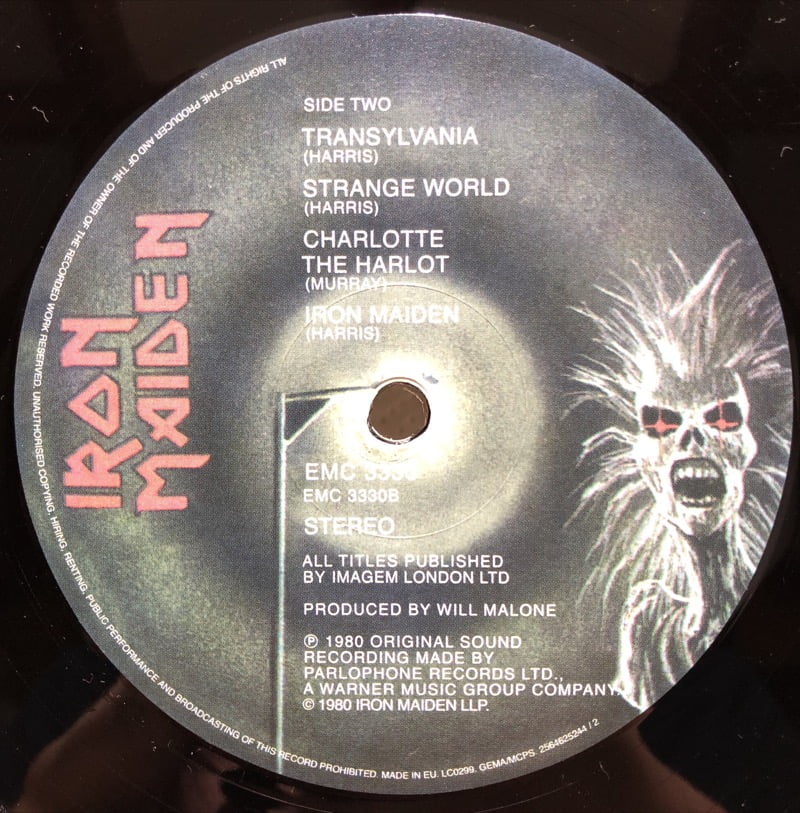 SIDE TWO
TRANSYLVANIA
(HARRIS)
STRANGE WORLD
(HARRIS)
CHARLOTTE
THE HARLOT
(MURRAY)
IRON MAIDEN
(HARRIS)
IRON
MAIDEN
EMC 3330
EMC 3330B
STEREO
ALL TITLES PUBLISHED
BY IMAGEM LONDON LTD
PRODUCED BY WILL MALONE
℗ 1980 ORIGINAL SOUND
RECORDING MADE BY
PARLOPHONE RECORDS LTD.,
A WARNER MUSIC GROUP COMPANY.
© 1980 IRON MAIDEN LLP.
ALL RIGHTS OF THE PRODUCER AND OF THE OWNER OF THE RECORDED WORK RESERVED. UNAUTHORISED COPYING, HIRING, RENTING, PUBLIC PERFORMANCE AND BROADCASTING OF THIS RECORD PROHIBITED. MADE IN EU. LC0299. GEMA/MCPS. 2564625244 / 2